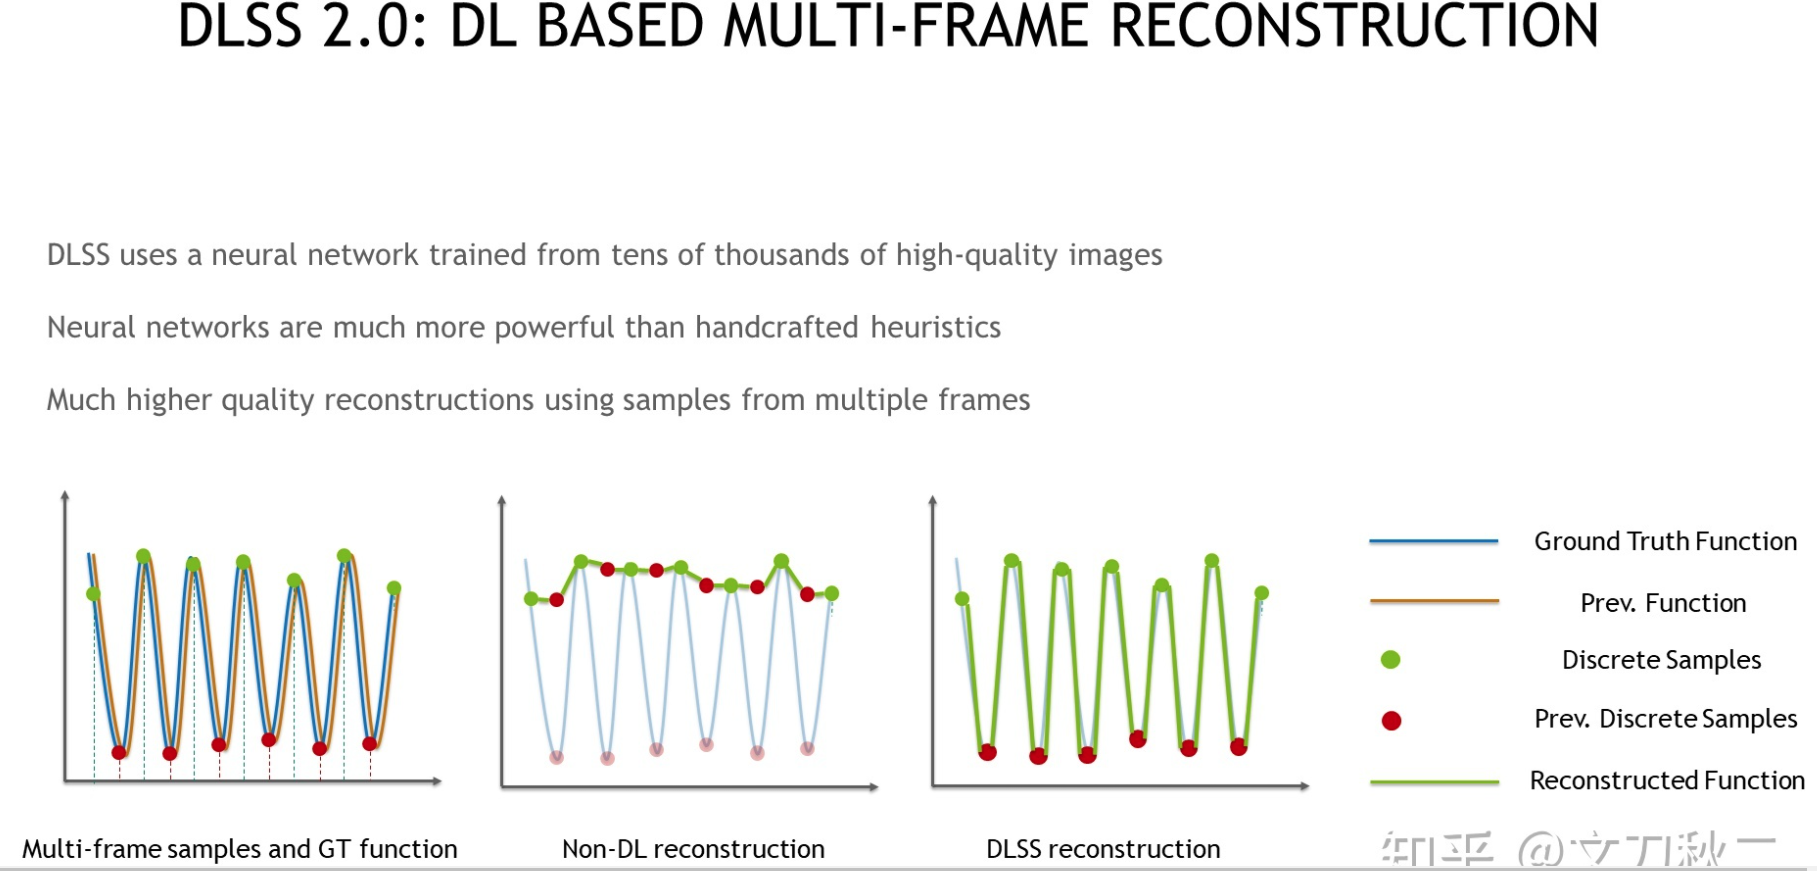 DLSS 2.0: DL BASED MULTI-FRAME RECONSTRUCTION
DLSS uses a neural network trained from tens of thousands of high-quality images
Neural networks are much more powerful than handcrafted heuristics
Much higher quality reconstructions using samples from multiple frames
Ground Truth Function
Prev. Function
Discrete Samples
Prev. Discrete Samples
Reconstructed Function
Multi-frame samples and GT function
Non-DL reconstruction
DLSS reconstruction
知乎 @文刀秋二